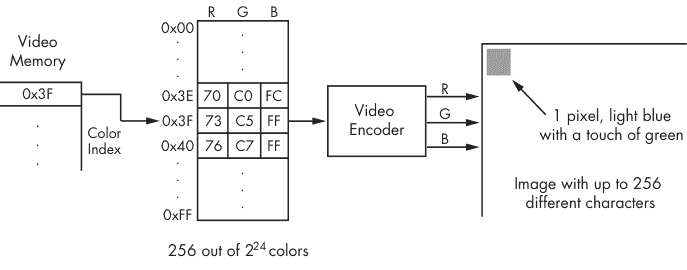 Video
Memory
0x3F
Color
Index
R G B
0x00
0x3E 70 C0 FC
0x3F 73 C5 FF
0x40 76 C7 FF
0xFF
256 out of 2²⁴ colors
Video
Encoder
R
G
B
1 pixel, light blue
with a touch of green
Image with up to 256
different characters